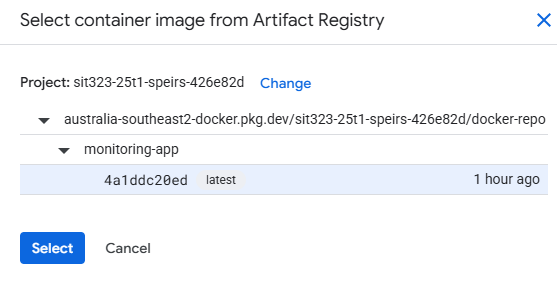 Select container image from Artifact Registry
Project: sit323-25t1-speirs-426e82d Change
australia-southeast2-docker.pkg.dev/sit323-25t1-speirs-426e82d/docker-repo
monitoring-app
4a1ddc20ed latest 1 hour ago
Select Cancel